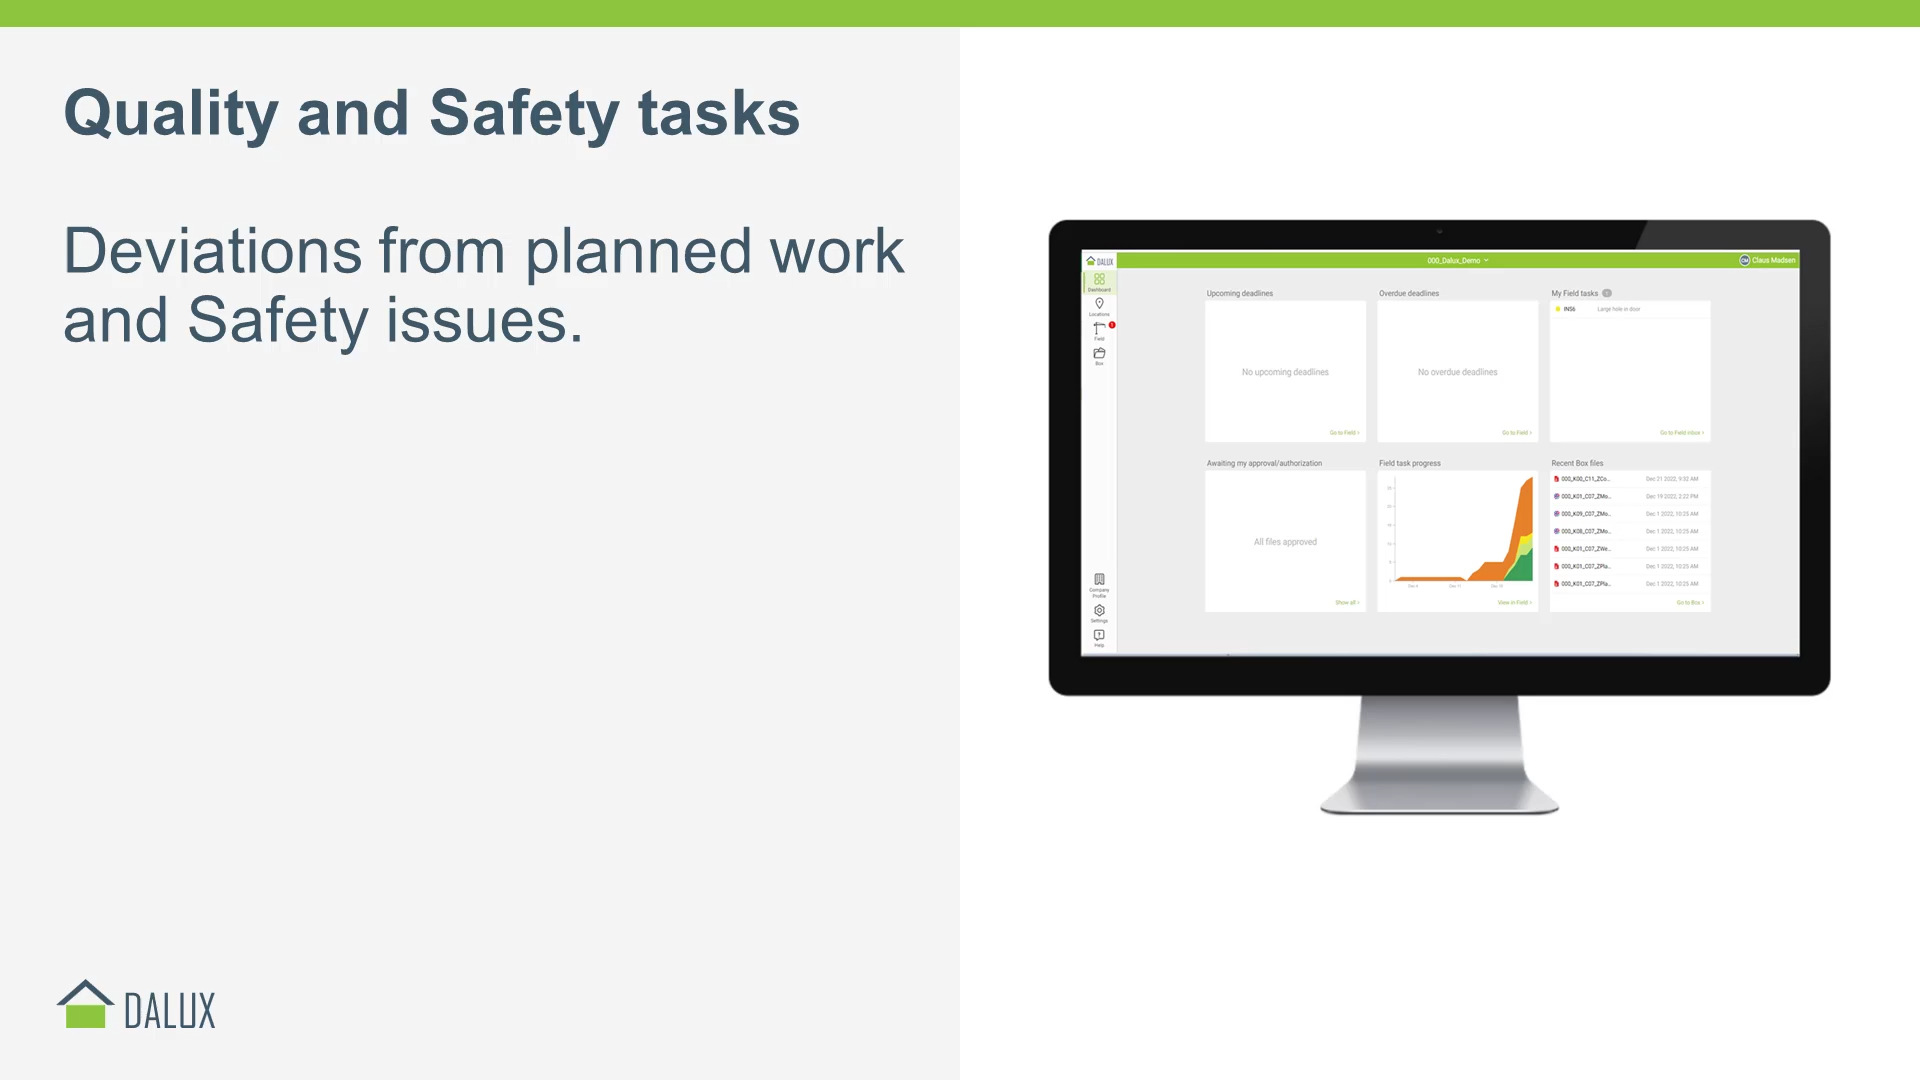 Quality and Safety tasks
Deviations from planned work
and Safety issues.
DALUX
DALUX
000_Dalux_Demo
CM Claus Madsen
Dashboard
Locations
1
Field
Box
Company
Profile
Settings
Help
Upcoming deadlines
No upcoming deadlines
Go to Field >
Overdue deadlines
No overdue deadlines
Go to Field >
My Field tasks
INS6 Large hole in door
Go to Field inbox >
Awaiting my approval/authorization
All files approved
Show all >
Field task progress
View in Field >
Recent Box files
000_K00_C11_ZCo... Dec 21 2022, 9:32 AM
000_K01_C07_ZMo... Dec 19 2022, 2:22 PM
000_K09_C07_ZMo... Dec 1 2022, 10:25 AM
000_K08_C07_ZMo... Dec 1 2022, 10:25 AM
000_K01_C07_ZWe... Dec 1 2022, 10:25 AM
000_K01_C07_ZPla... Dec 1 2022, 10:25 AM
000_K01_C07_ZPla... Dec 1 2022, 10:25 AM
Go to Box >